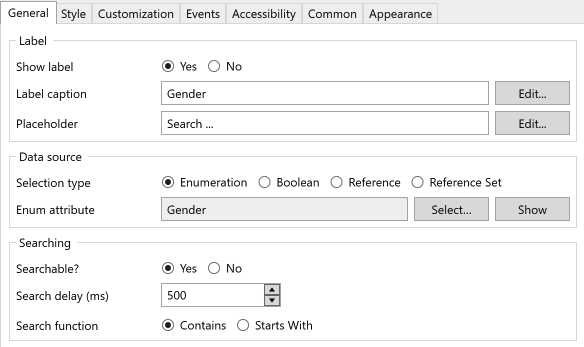 General Style Customization Events Accessibility Common Appearance
Label
Show label Yes No
Label caption Gender Edit...
Placeholder Search ... Edit...
Data source
Selection type Enumeration Boolean Reference Reference Set
Enum attribute Gender Select... Show
Searching
Searchable? Yes No
Search delay (ms) 500
Search function Contains Starts With